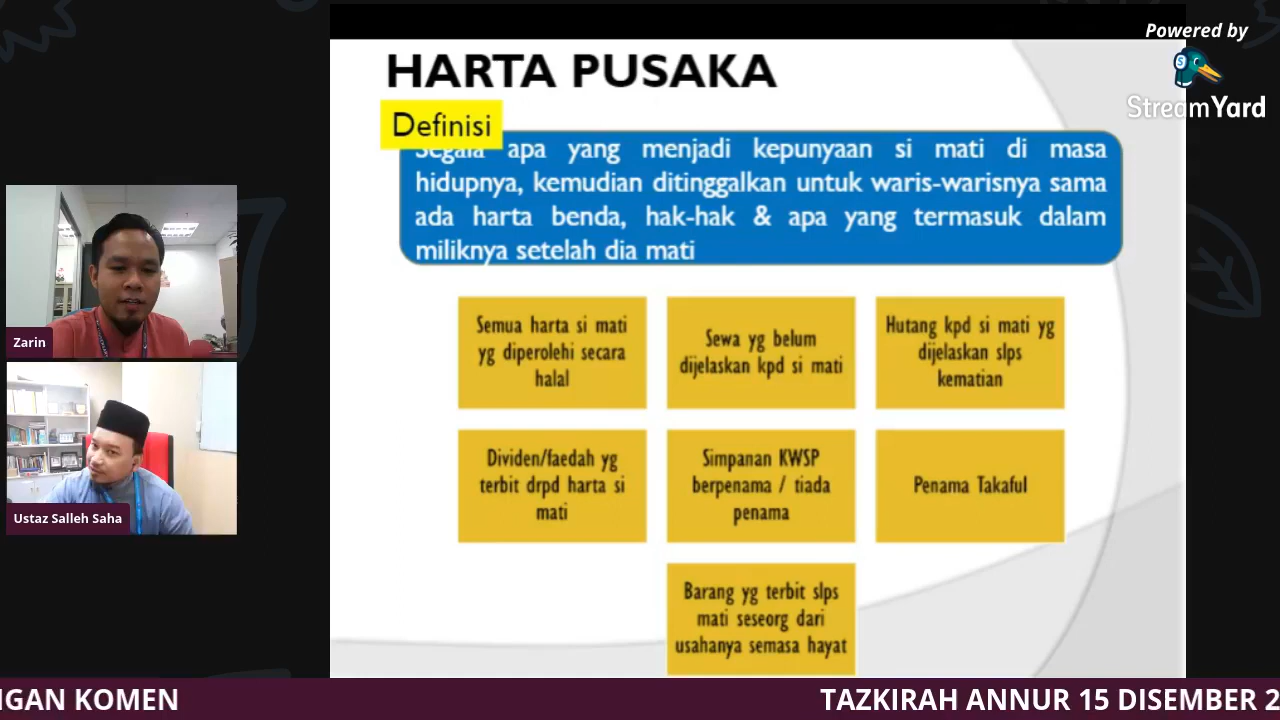 Powered by
StreamYard
HARTA PUSAKA
Definisi
Segala apa yang menjadi kepunyaan si mati di masa
hidupnya, kemudian ditinggalkan untuk waris-warisnya sama
ada harta benda, hak-hak & apa yang termasuk dalam
miliknya setelah dia mati
Semua harta si mati
yg diperolehi secara
halal
Sewa yg belum
dijelaskan kpd si mati
Hutang kpd si mati yg
dijelaskan slps
kematian
Dividen/faedah yg
terbit drpd harta si
mati
Simpanan KWSP
berpenama / tiada
penama
Penama Takaful
Barang yg terbit slps
mati seseorg dari
usahanya semasa hayat
Zarin
Ustaz Salleh Saha
NGAN KOMEN
TAZKIRAH ANNUR 15 DISEMBER 2